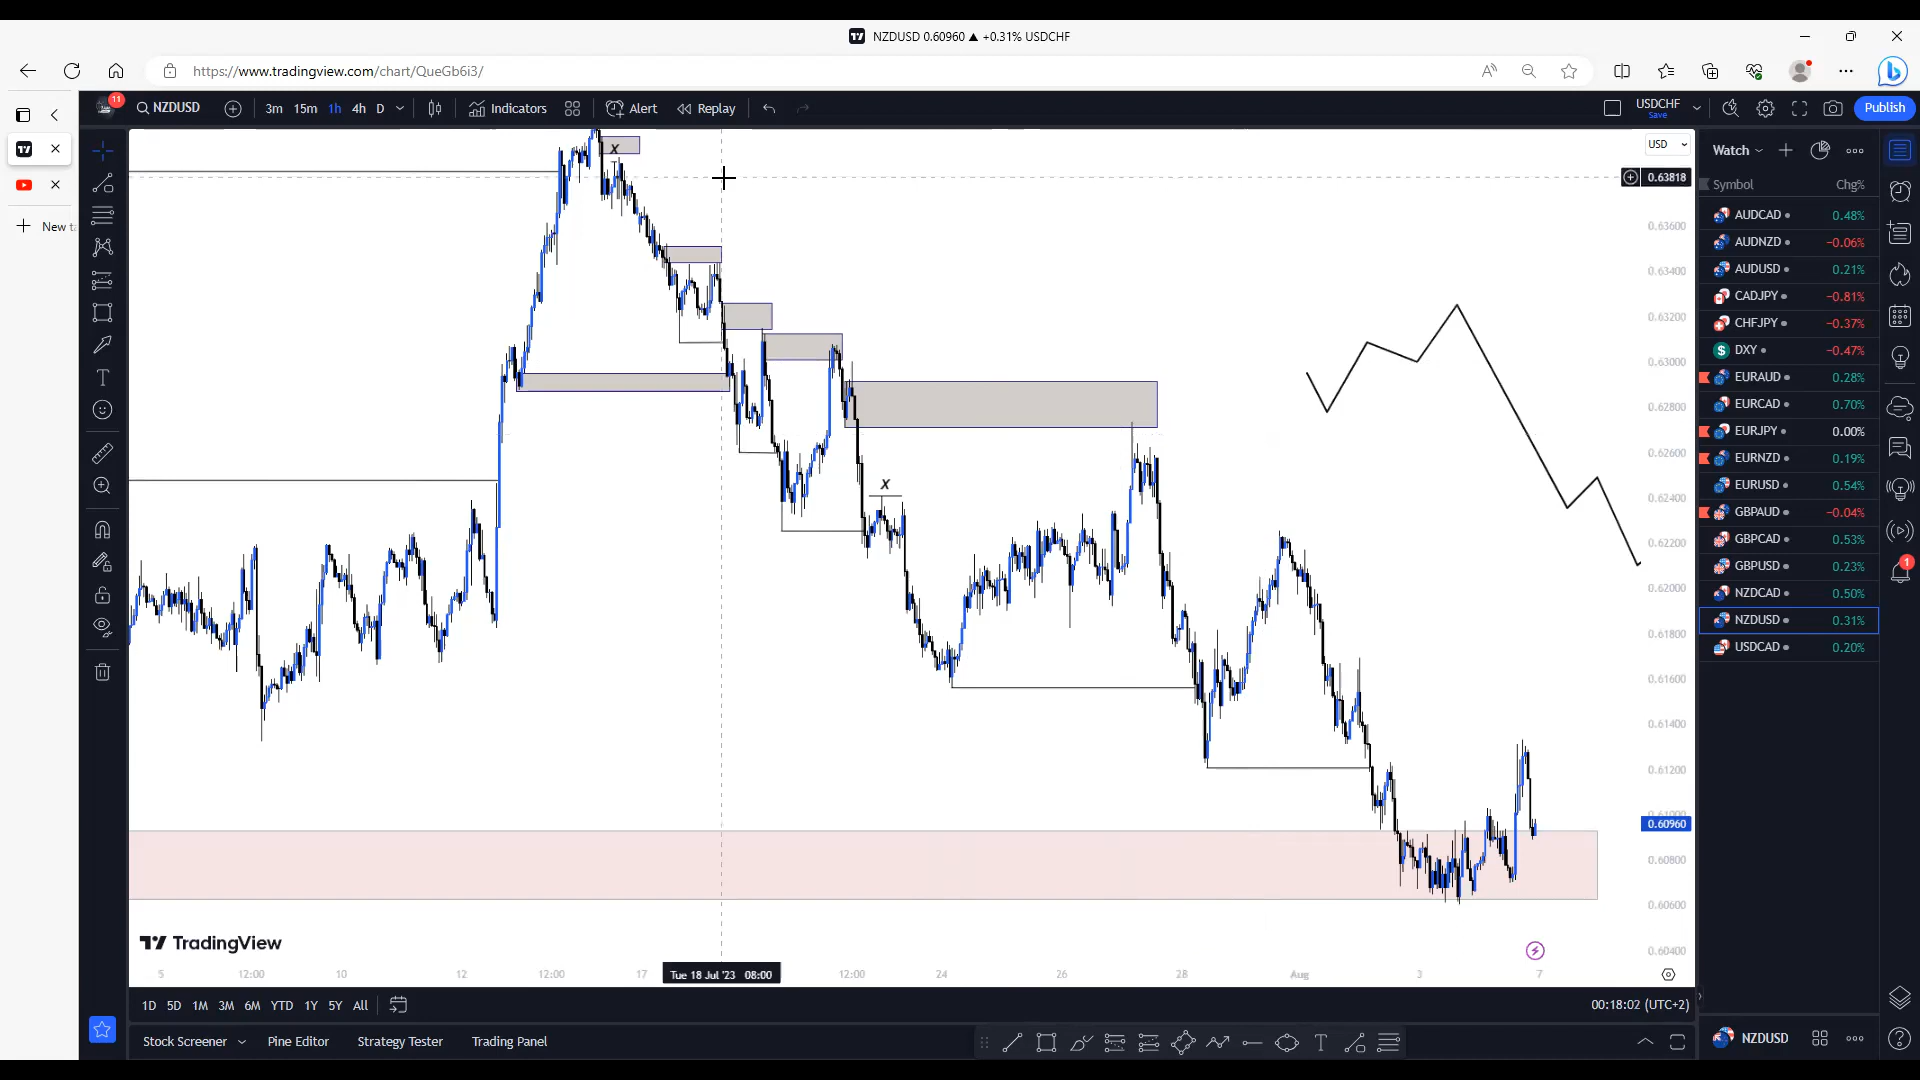 NZDUSD 0.60960 ▲ +0.31% USDCHF
https://www.tradingview.com/chart/QueGb6i3/
11
NZDUSD
3m 15m 1h 4h D
Indicators
Alert
Replay
USDCHF
Save
Publish
New
USD
X
X
0.63818
0.63600
0.63400
0.63200
0.63000
0.62800
0.62600
0.62400
0.62200
0.62000
0.61800
0.61600
0.61400
0.61200
0.60960
0.60800
0.60600
0.60400
TradingView
5 12:00 10 12 12:00 17 Tue 18 Jul '23 08:00 12:00 24 26 28 Aug 3 7
1D 5D 1M 3M 6M YTD 1Y 5Y All
00:18:02 (UTC+2)
Stock Screener
Pine Editor
Strategy Tester
Trading Panel
Watch
Symbol Chg%
AUDCAD 0.48%
AUDNZD −0.06%
AUDUSD 0.21%
CADJPY −0.81%
CHFJPY −0.37%
DXY −0.47%
EURAUD 0.28%
EURCAD 0.70%
EURJPY 0.00%
EURNZD 0.19%
EURUSD 0.54%
GBPAUD −0.04%
GBPCAD 0.53%
GBPUSD 0.23%
NZDCAD 0.50%
NZDUSD 0.31%
USDCAD 0.20%
1
NZDUSD